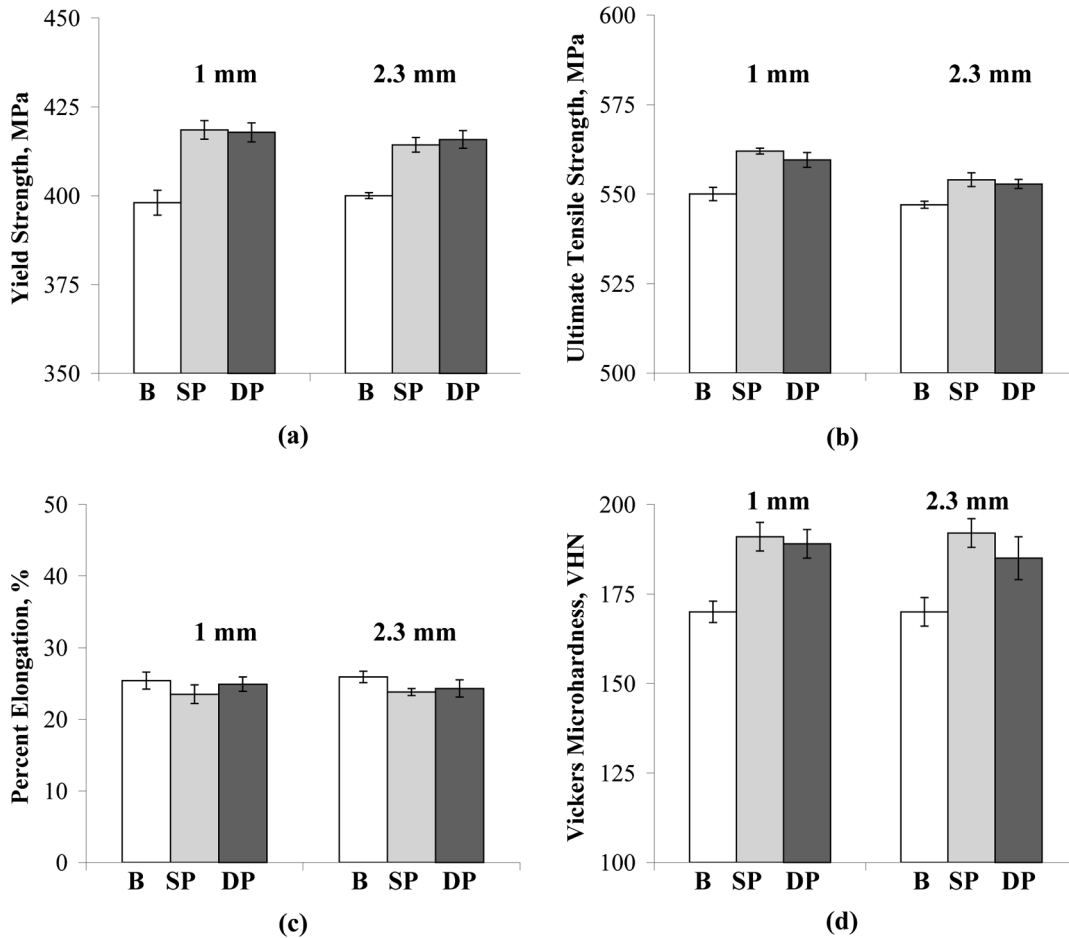 Yield Strength, MPa
450
425
400
375
350
1 mm
2.3 mm
B SP DP
B SP DP
(a)
Ultimate Tensile Strength, MPa
600
575
550
525
500
1 mm
2.3 mm
B SP DP
B SP DP
(b)
Percent Elongation, %
50
40
30
20
10
0
1 mm
2.3 mm
B SP DP
B SP DP
(c)
Vickers Microhardness, VHN
200
175
150
125
100
1 mm
2.3 mm
B SP DP
B SP DP
(d)